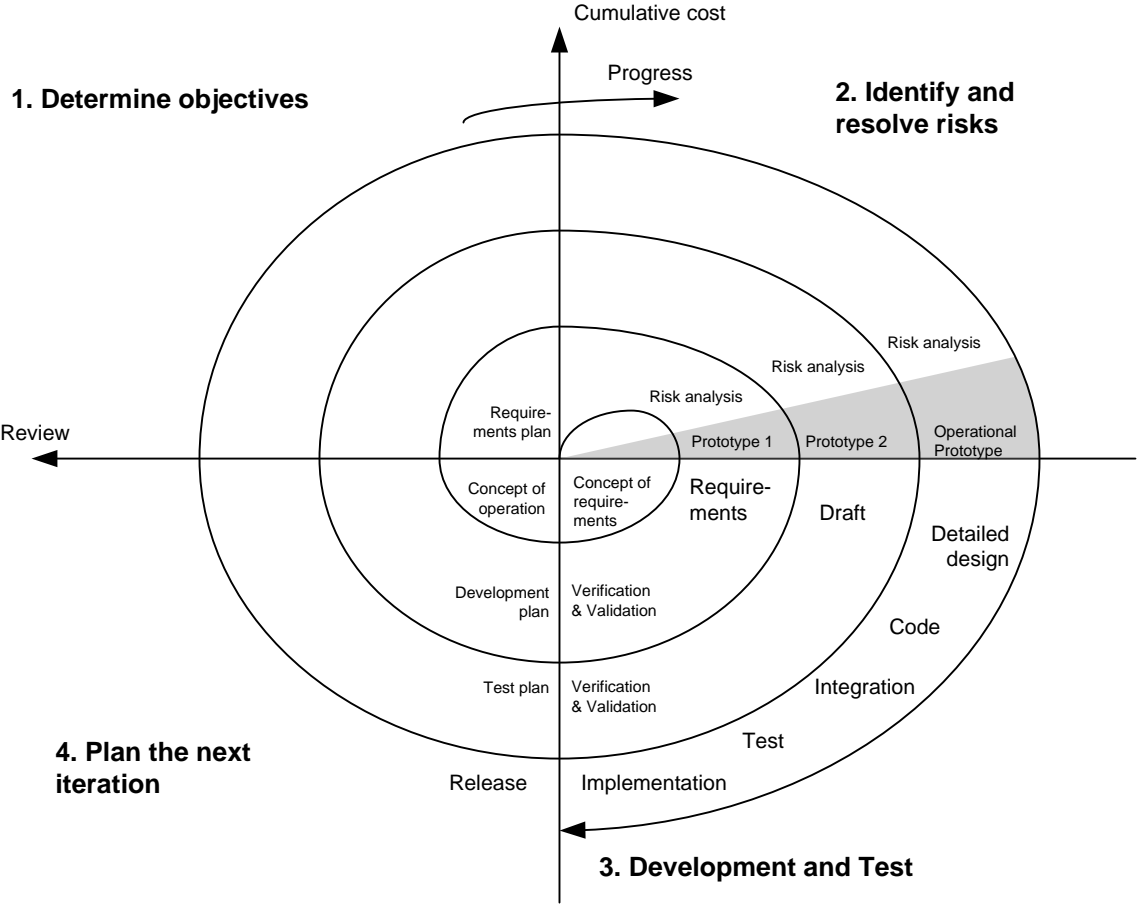 Cumulative cost
Progress
1. Determine objectives
2. Identify and
resolve risks
Risk analysis
Risk analysis
Risk analysis
Require-
ments plan
Review
Prototype 1
Prototype 2
Operational
Prototype
Concept of
operation
Concept of
require-
ments
Require-
ments
Draft
Detailed
design
Development
plan
Verification
& Validation
Code
Test plan
Verification
& Validation
Integration
Test
4. Plan the next
iteration
Release
Implementation
3. Development and Test